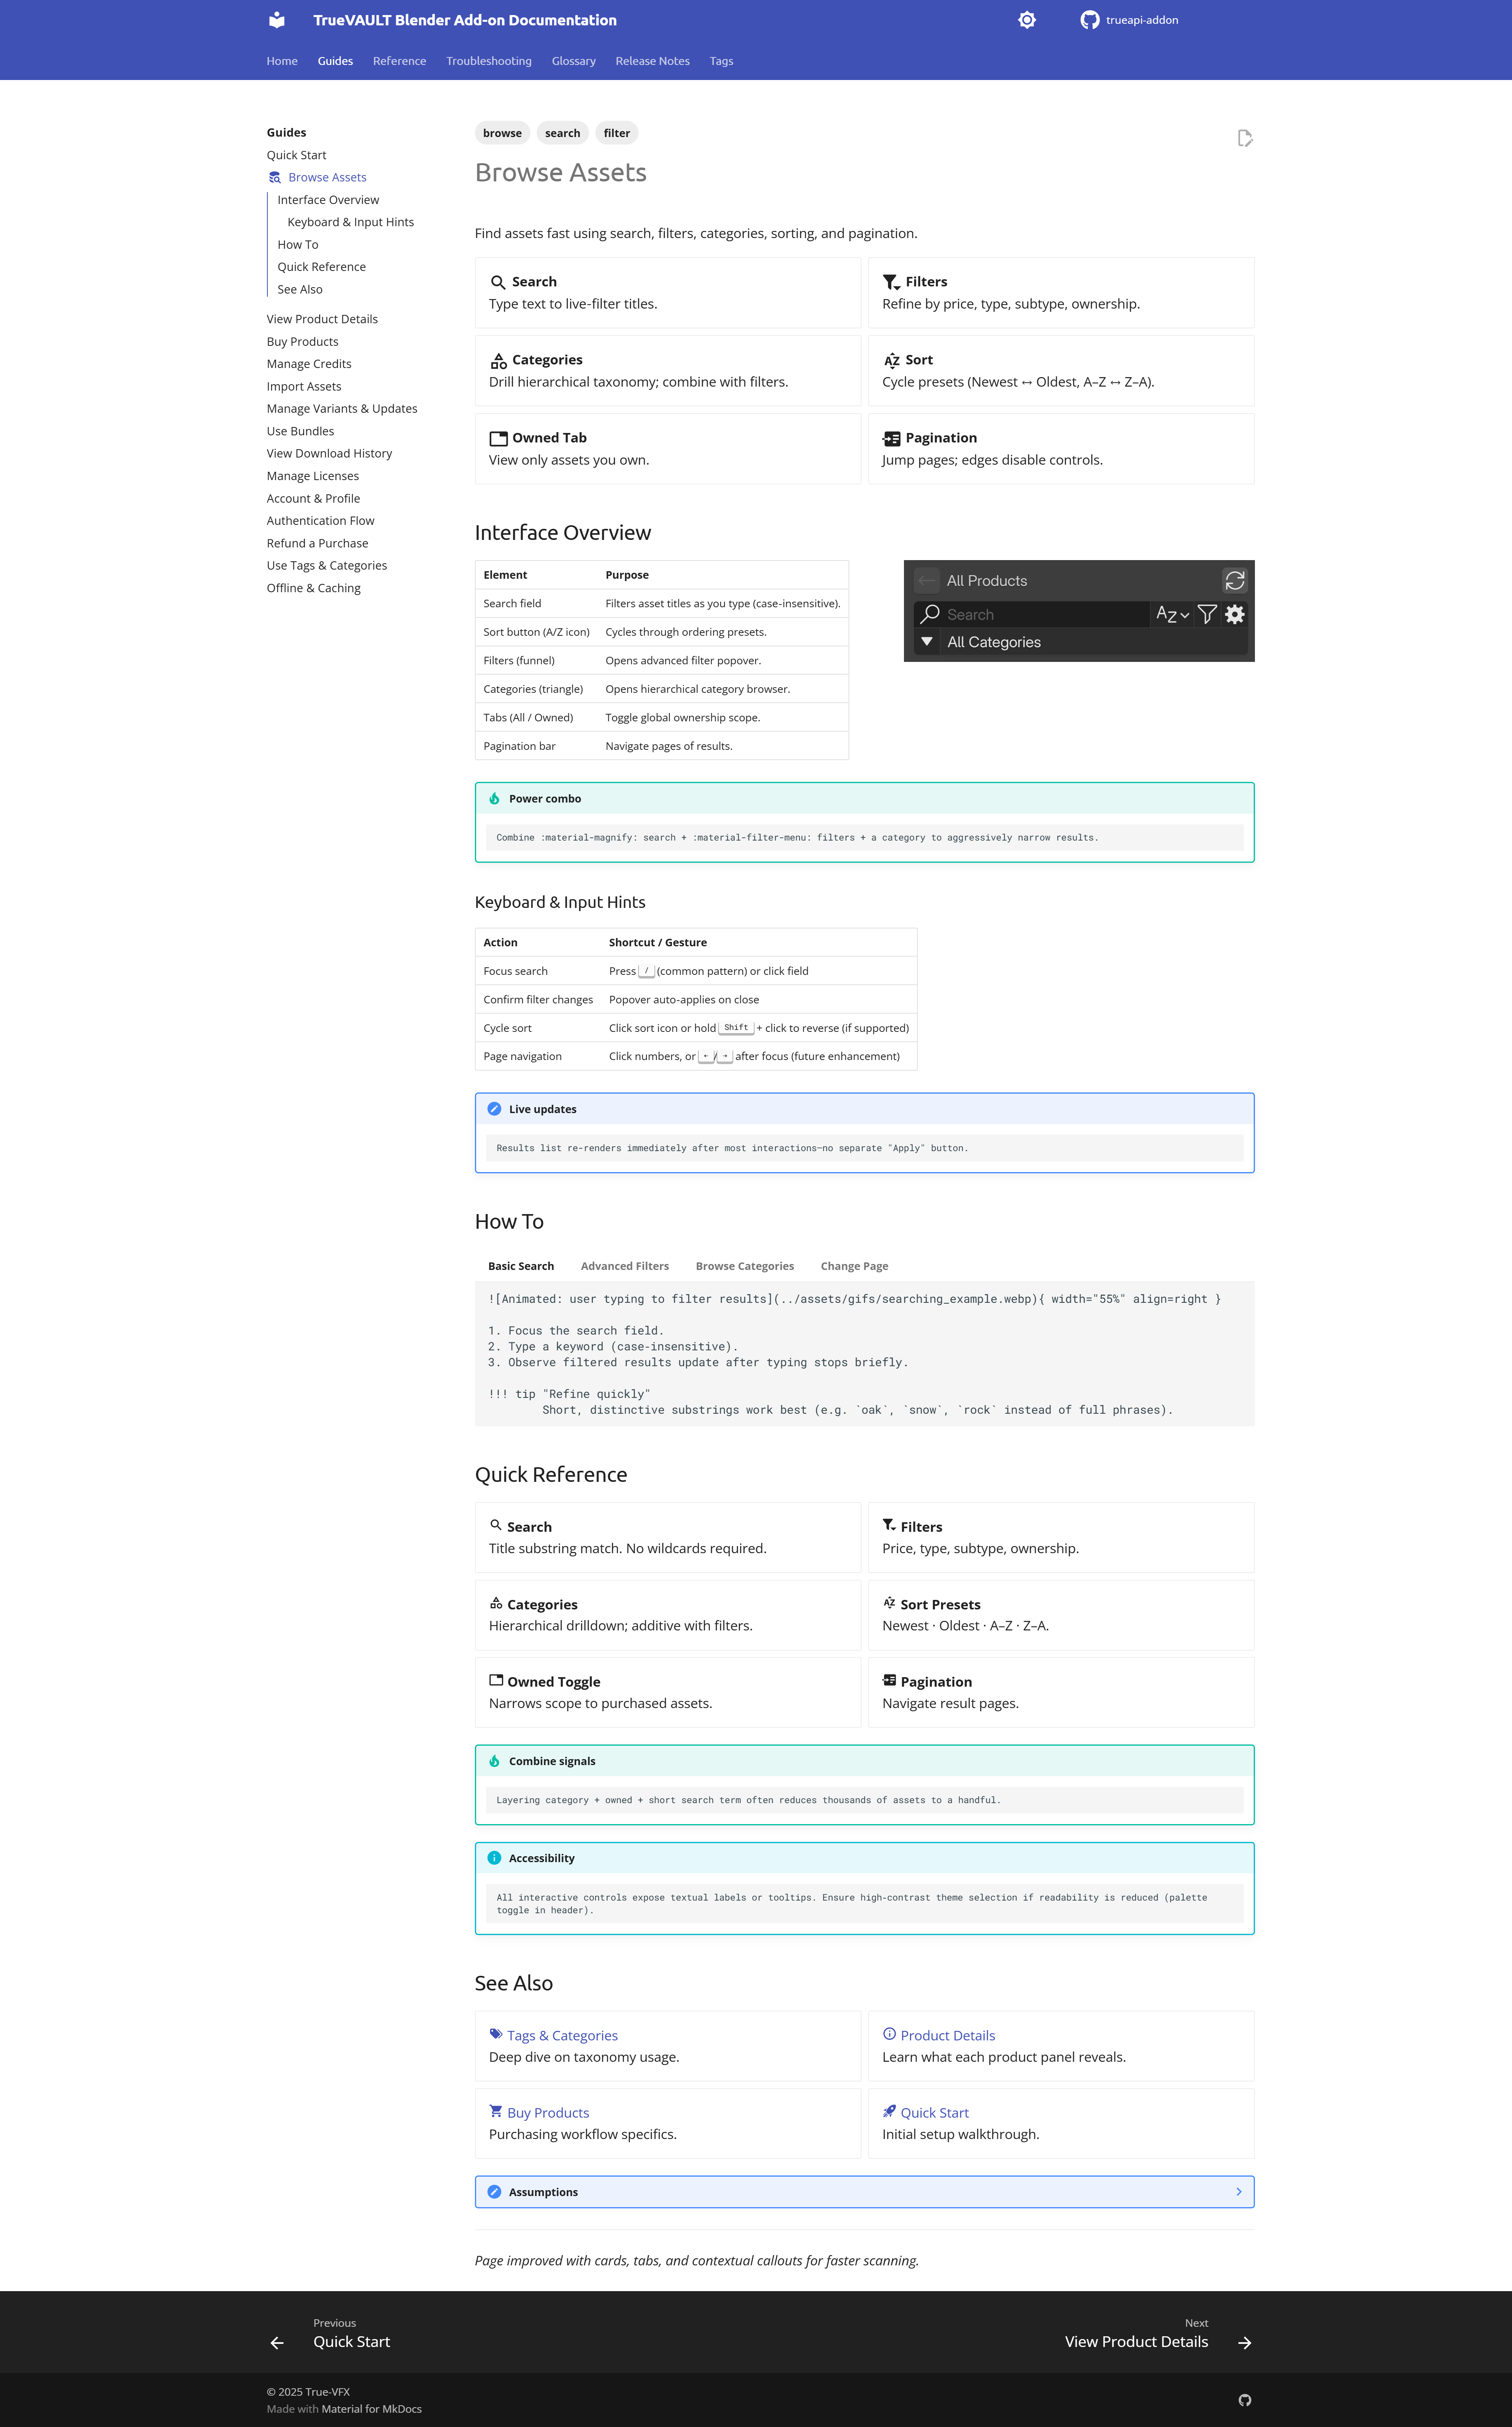 TrueVAULT Blender Add-on Documentation
trueapi-addon
Home Guides Reference Troubleshooting Glossary Release Notes Tags
Guides
Quick Start
Browse Assets
Interface Overview
Keyboard & Input Hints
How To
Quick Reference
See Also
View Product Details
Buy Products
Manage Credits
Import Assets
Manage Variants & Updates
Use Bundles
View Download History
Manage Licenses
Account & Profile
Authentication Flow
Refund a Purchase
Use Tags & Categories
Offline & Caching
browse search filter
Browse Assets
Find assets fast using search, filters, categories, sorting, and pagination.
Search
Type text to live-filter titles.
Filters
Refine by price, type, subtype, ownership.
Categories
Drill hierarchical taxonomy; combine with filters.
Sort
Cycle presets (Newest ↔ Oldest, A–Z ↔ Z–A).
Owned Tab
View only assets you own.
Pagination
Jump pages; edges disable controls.
Interface Overview
Element Purpose
Search field Filters asset titles as you type (case-insensitive).
Sort button (A/Z icon) Cycles through ordering presets.
Filters (funnel) Opens advanced filter popover.
Categories (triangle) Opens hierarchical category browser.
Tabs (All / Owned) Toggle global ownership scope.
Pagination bar Navigate pages of results.
All Products
Search
All Categories
Power combo
Combine :material-magnify: search + :material-filter-menu: filters + a category to aggressively narrow results.
Keyboard & Input Hints
Action Shortcut / Gesture
Focus search Press / (common pattern) or click field
Confirm filter changes Popover auto-applies on close
Cycle sort Click sort icon or hold Shift + click to reverse (if supported)
Page navigation Click numbers, or ← / → after focus (future enhancement)
Live updates
Results list re-renders immediately after most interactions—no separate "Apply" button.
How To
Basic Search Advanced Filters Browse Categories Change Page
![Animated: user typing to filter results](../assets/gifs/searching_example.webp){ width="55%" align=right }
1. Focus the search field.
2. Type a keyword (case-insensitive).
3. Observe filtered results update after typing stops briefly.
!!! tip "Refine quickly"
Short, distinctive substrings work best (e.g. `oak`, `snow`, `rock` instead of full phrases).
Quick Reference
Search
Title substring match. No wildcards required.
Filters
Price, type, subtype, ownership.
Categories
Hierarchical drilldown; additive with filters.
Sort Presets
Newest · Oldest · A–Z · Z–A.
Owned Toggle
Narrows scope to purchased assets.
Pagination
Navigate result pages.
Combine signals
Layering category + owned + short search term often reduces thousands of assets to a handful.
Accessibility
All interactive controls expose textual labels or tooltips. Ensure high-contrast theme selection if readability is reduced (palette
toggle in header).
See Also
Tags & Categories
Deep dive on taxonomy usage.
Product Details
Learn what each product panel reveals.
Buy Products
Purchasing workflow specifics.
Quick Start
Initial setup walkthrough.
Assumptions
Page improved with cards, tabs, and contextual callouts for faster scanning.
Previous
Quick Start
Next
View Product Details
© 2025 True-VFX
Made with Material for MkDocs